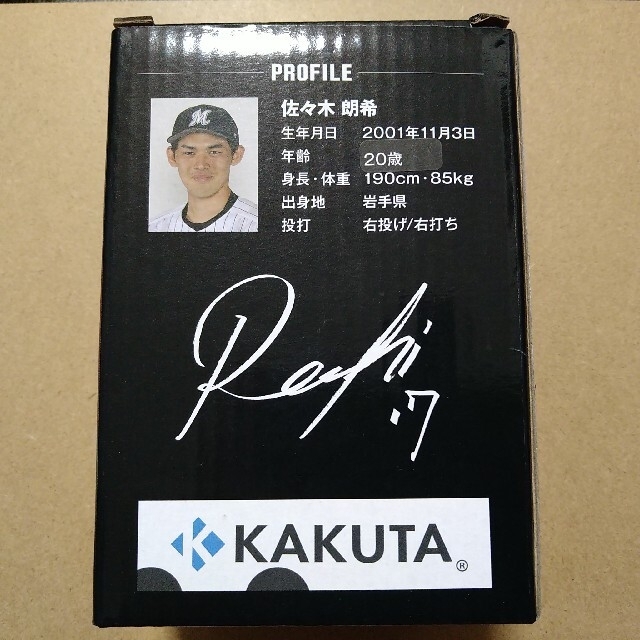 PROFILE
佐々木 朗希
生年月日 2001年11月3日
年齢 20歳
身長・体重 190cm・85kg
出身地 岩手県
投打 右投げ/右打ち
Roki 17
KAKUTA®